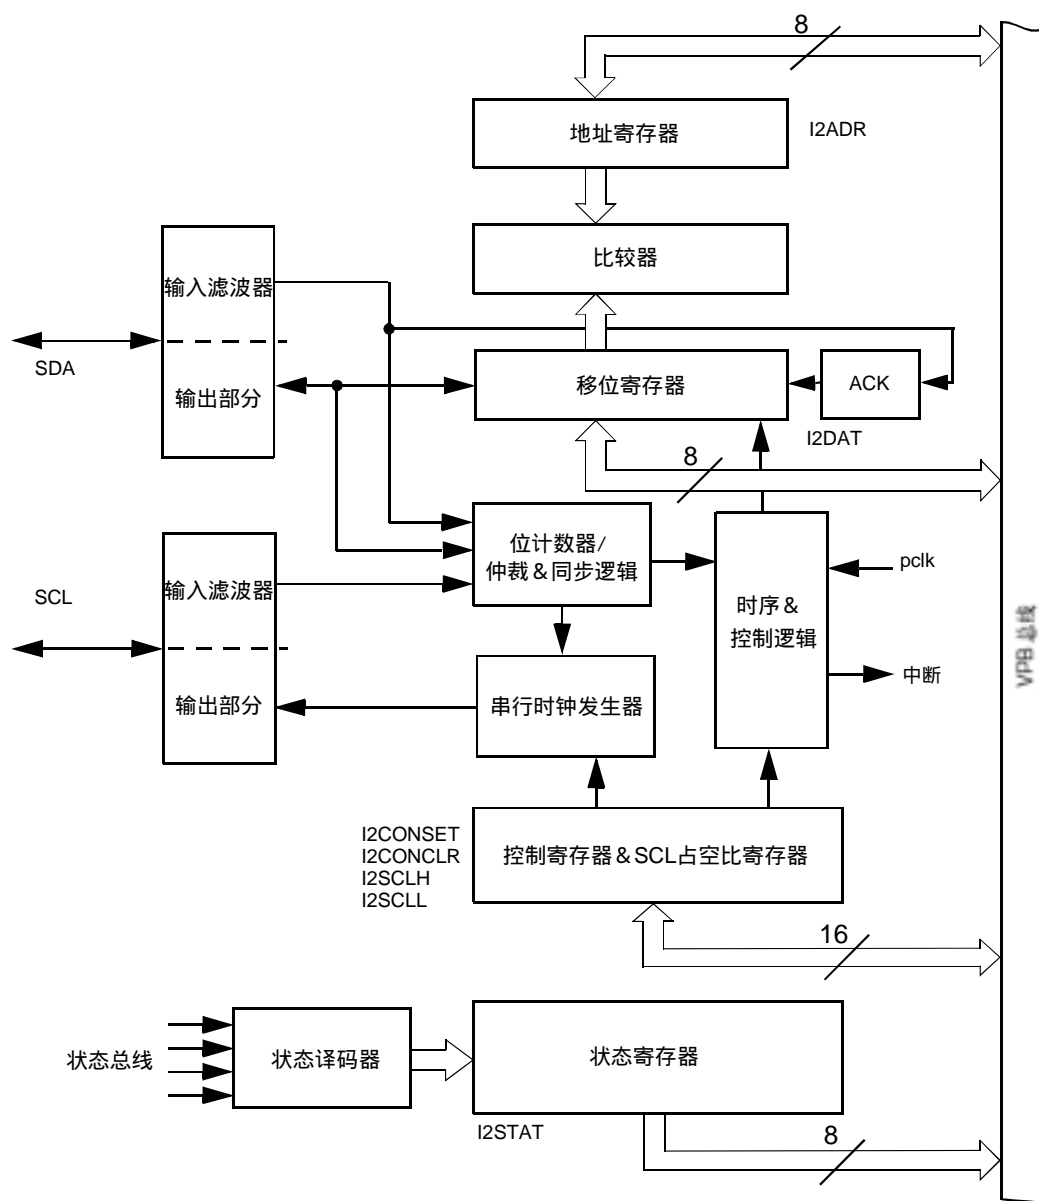 8
地址寄存器
I2ADR
比较器
输入滤波器
SDA
输出部分
移位寄存器
ACK
I2DAT
8
位计数器/
仲裁&同步逻辑
输入滤波器
SCL
输出部分
pclk
时序&
控制逻辑
中断
VPB 总线
串行时钟发生器
I2CONSET
I2CONCLR
I2SCLH
I2SCLL
控制寄存器&SCL占空比寄存器
16
状态总线
状态译码器
状态寄存器
I2STAT
8